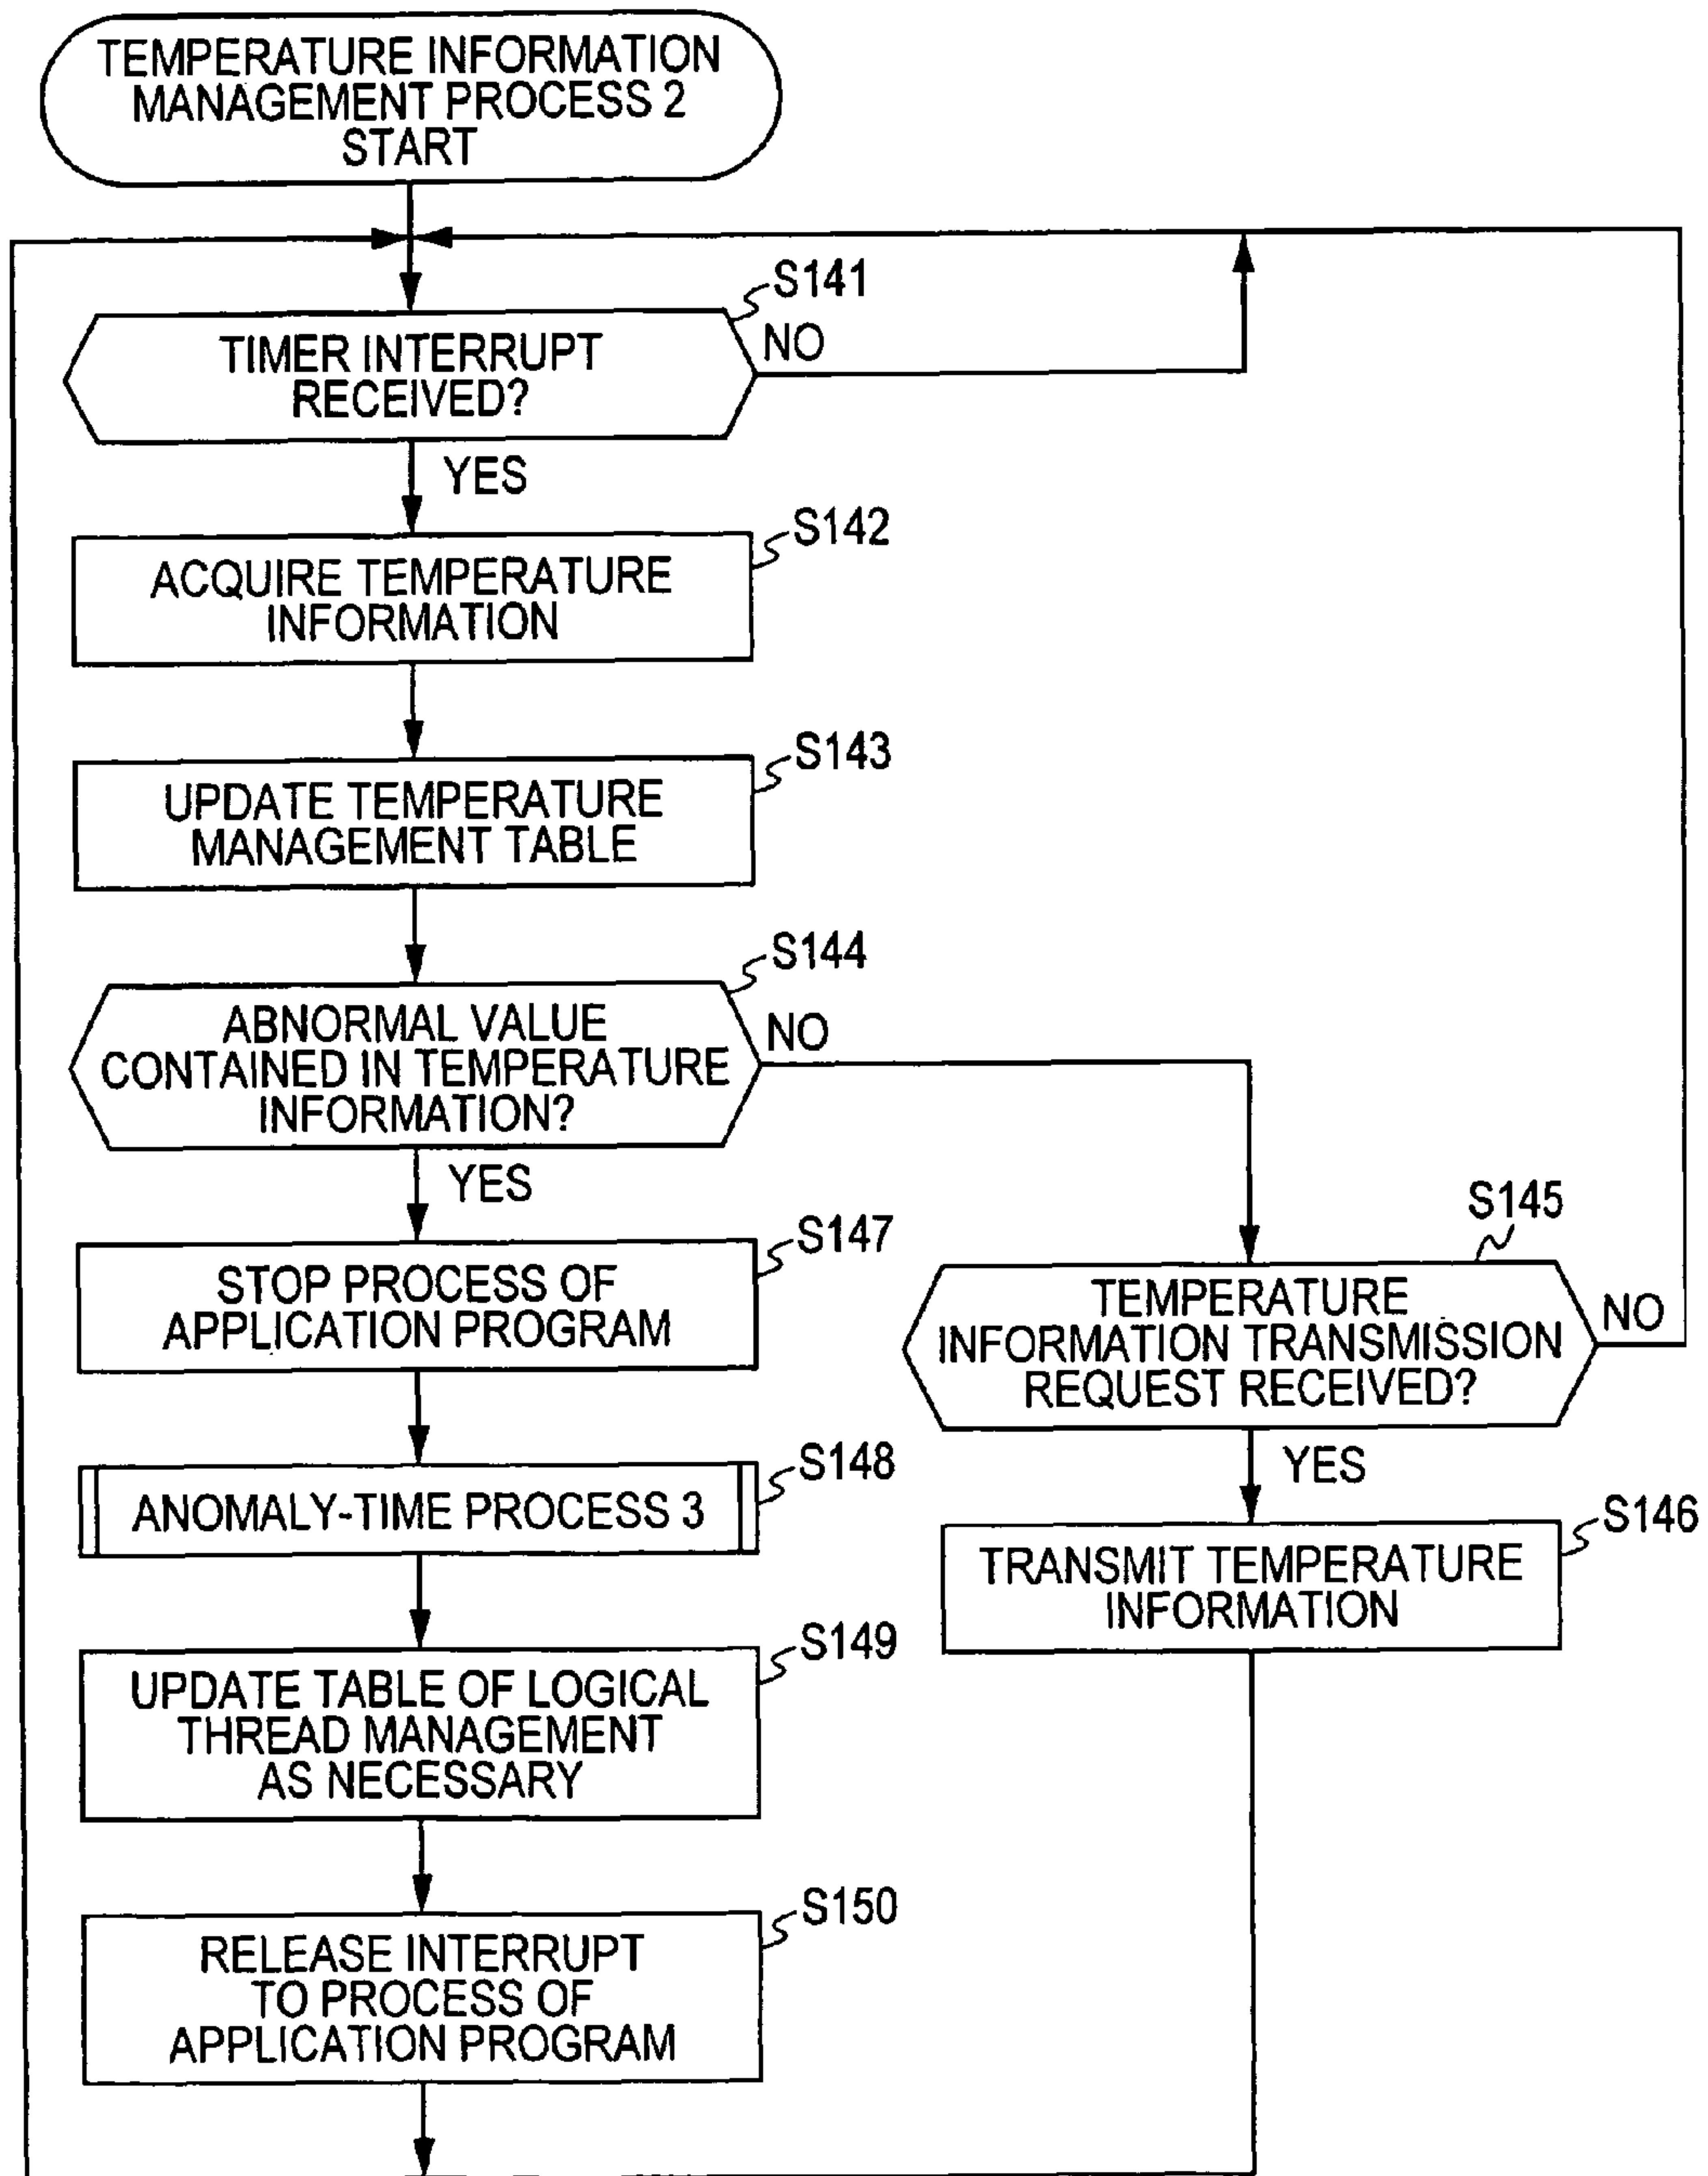 TEMPERATURE INFORMATION
MANAGEMENT PROCESS 2
START
S141
TIMER INTERRUPT
RECEIVED?
NO
YES
S142
ACQUIRE TEMPERATURE
INFORMATION
S143
UPDATE TEMPERATURE
MANAGEMENT TABLE
S144
ABNORMAL VALUE
CONTAINED IN TEMPERATURE
INFORMATION?
NO
YES
S147
STOP PROCESS OF
APPLICATION PROGRAM
S145
TEMPERATURE
INFORMATION TRANSMISSION
REQUEST RECEIVED?
NO
YES
S148
ANOMALY-TIME PROCESS 3
S146
TRANSMIT TEMPERATURE
INFORMATION
S149
UPDATE TABLE OF LOGICAL
THREAD MANAGEMENT
AS NECESSARY
S150
RELEASE INTERRUPT
TO PROCESS OF
APPLICATION PROGRAM